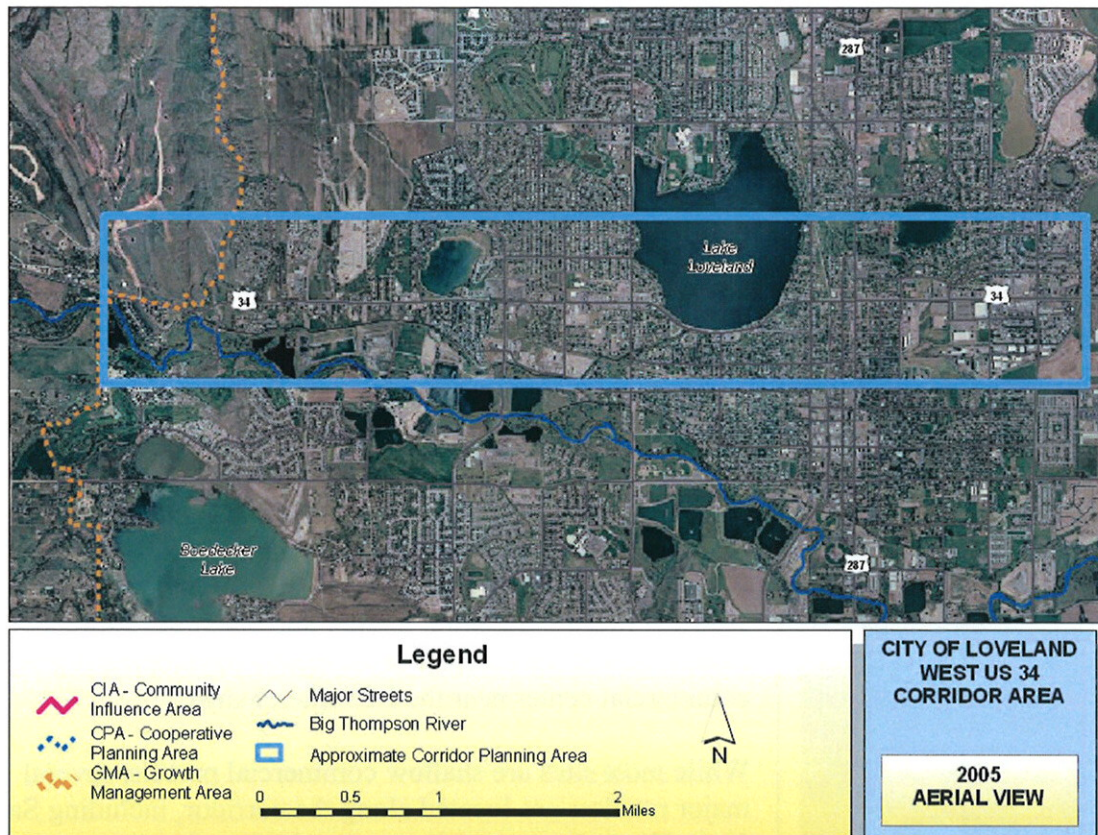 287
Lake
Loveland
34
34
Boedecker
Lake
287
Legend
CIA - Community
Influence Area
CPA - Cooperative
Planning Area
GMA - Growth
Management Area
Major Streets
Big Thompson River
Approximate Corridor Planning Area
N
0 0.5 1 2
Miles
CITY OF LOVELAND
WEST US 34
CORRIDOR AREA
2005
AERIAL VIEW